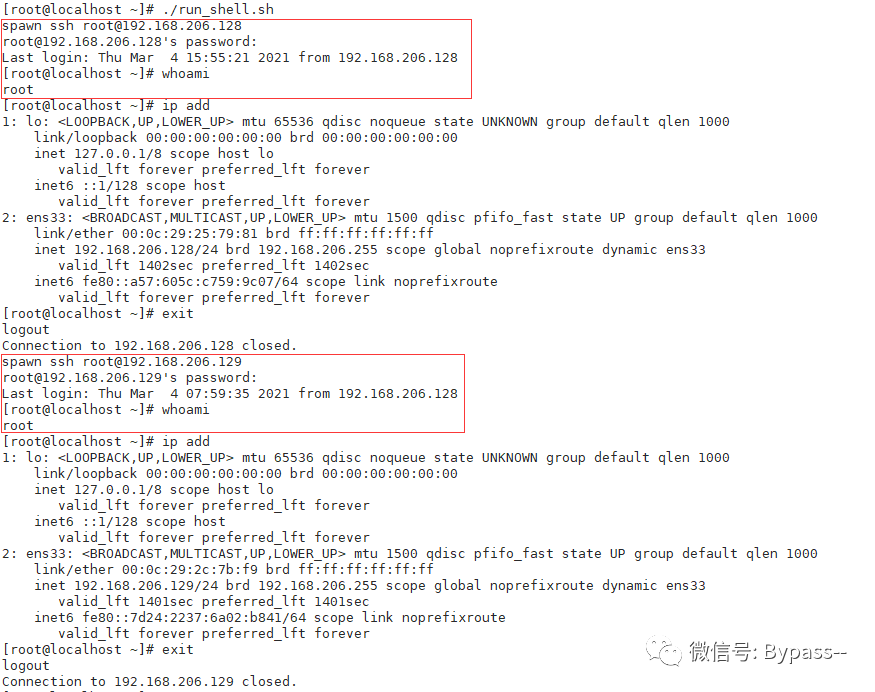 [root@localhost ~]# ./run_shell.sh
spawn ssh root@192.168.206.128
root@192.168.206.128's password:
Last login: Thu Mar  4 15:55:21 2021 from 192.168.206.128
[root@localhost ~]# whoami
root
[root@localhost ~]# ip add
1: lo: <LOOPBACK,UP,LOWER_UP> mtu 65536 qdisc noqueue state UNKNOWN group default qlen 1000
    link/loopback 00:00:00:00:00:00 brd 00:00:00:00:00:00
    inet 127.0.0.1/8 scope host lo
       valid_lft forever preferred_lft forever
    inet6 ::1/128 scope host
       valid_lft forever preferred_lft forever
2: ens33: <BROADCAST,MULTICAST,UP,LOWER_UP> mtu 1500 qdisc pfifo_fast state UP group default qlen 1000
    link/ether 00:0c:29:25:79:81 brd ff:ff:ff:ff:ff:ff
    inet 192.168.206.128/24 brd 192.168.206.255 scope global noprefixroute dynamic ens33
       valid_lft 1402sec preferred_lft 1402sec
    inet6 fe80::a57:605c:c759:9c07/64 scope link noprefixroute
       valid_lft forever preferred_lft forever
[root@localhost ~]# exit
logout
Connection to 192.168.206.128 closed.
spawn ssh root@192.168.206.129
root@192.168.206.129's password:
Last login: Thu Mar  4 07:59:35 2021 from 192.168.206.128
[root@localhost ~]# whoami
root
[root@localhost ~]# ip add
1: lo: <LOOPBACK,UP,LOWER_UP> mtu 65536 qdisc noqueue state UNKNOWN group default qlen 1000
    link/loopback 00:00:00:00:00:00 brd 00:00:00:00:00:00
    inet 127.0.0.1/8 scope host lo
       valid_lft forever preferred_lft forever
    inet6 ::1/128 scope host
       valid_lft forever preferred_lft forever
2: ens33: <BROADCAST,MULTICAST,UP,LOWER_UP> mtu 1500 qdisc pfifo_fast state UP group default qlen 1000
    link/ether 00:0c:29:2c:7b:f9 brd ff:ff:ff:ff:ff:ff
    inet 192.168.206.129/24 brd 192.168.206.255 scope global noprefixroute dynamic ens33
       valid_lft 1401sec preferred_lft 1401sec
    inet6 fe80::7d24:2237:6a02:b841/64 scope link noprefixroute
       valid_lft forever preferred_lft forever
[root@localhost ~]# exit
logout
Connection to 192.168.206.129 closed.
微信号: Bypass--